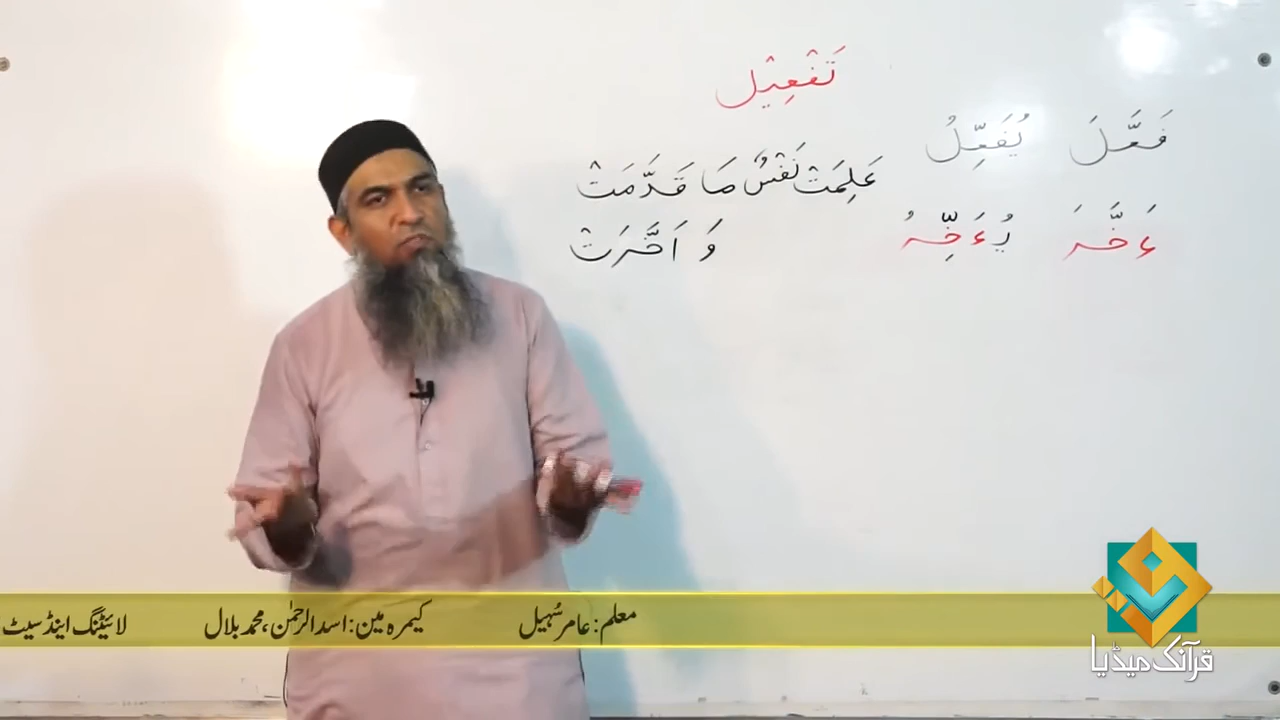 تَفْعِيْل
فَعَّلَ يُفَعِّلُ
عَلِمَتْ نَفْسٌ مَا قَدَّمَتْ
ءَخَّرَ يُءَخِّرُ
وَ اَخَّرَتْ
معلم: عامر سُہیل کیمرہ مین: اسد الرحمٰن، محمد بلال لائیٹنگ اینڈ سیٹ
قرآنک میڈیا